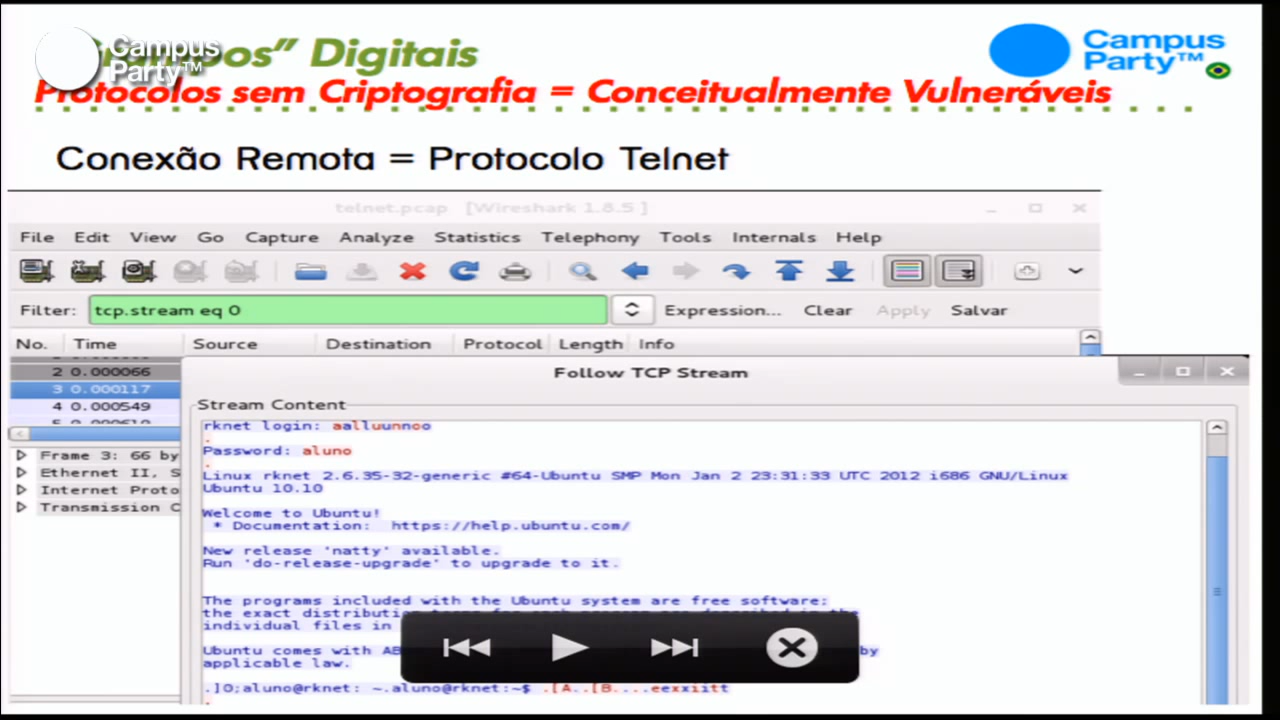 Campus
Party™
Digitais
Campus
Party™
Protocolos sem Criptografia = Conceitualmente Vulneráveis
Conexão Remota = Protocolo Telnet
telnet.pcap [Wireshark 1.8.5 ]
File Edit View Go Capture Analyze Statistics Telephony Tools Internals Help
Filter: tcp.stream eq 0 Expression... Clear Apply Salvar
No. Time Source Destination Protocol Length Info
2 0.000066
3 0.000117
4 0.000549
Follow TCP Stream
Stream Content
Frame 3: 66 by
Ethernet II, S
Internet Proto
Transmission C
rknet login: aalluunnoo
.
Password: aluno
.
Linux rknet 2.6.35-32-generic #64-Ubuntu SMP Mon Jan 2 23:31:33 UTC 2012 i686 GNU/Linux
Ubuntu 10.10
Welcome to Ubuntu!
* Documentation: https://help.ubuntu.com/
New release 'natty' available.
Run 'do-release-upgrade' to upgrade to it.
The programs included with the Ubuntu system are free software;
the exact distributi
individual files in
Ubuntu comes with AB by
applicable law.
.]0;aluno@rknet: ~.aluno@rknet:~$ .[A..[B....eexxiitt
.